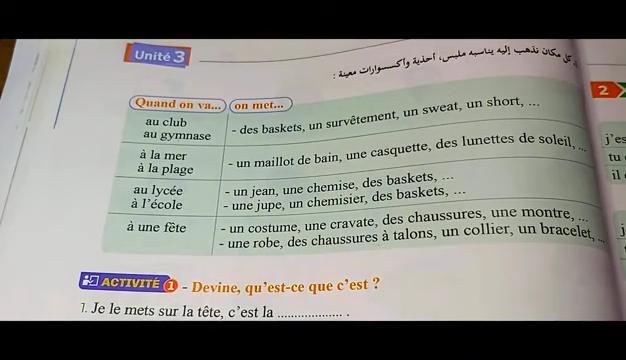 Unité 3
كل مكان نذهب إليه يناسبه ملبس، أحذية وأكسسوارات معينة :
Quand on va... on met...
au club
au gymnase
- des baskets, un survêtement, un sweat, un short, ...
à la mer
à la plage
- un maillot de bain, une casquette, des lunettes de soleil, ...
au lycée
à l'école
- un jean, une chemise, des baskets, ...
- une jupe, un chemisier, des baskets, ...
à une fête
- un costume, une cravate, des chaussures, une montre, ...
- une robe, des chaussures à talons, un collier, un bracelet, ...
ACTIVITÉ 1 - Devine, qu'est-ce que c'est ?
1. Je le mets sur la tête, c'est la .................... .
2
j'es
tu
il